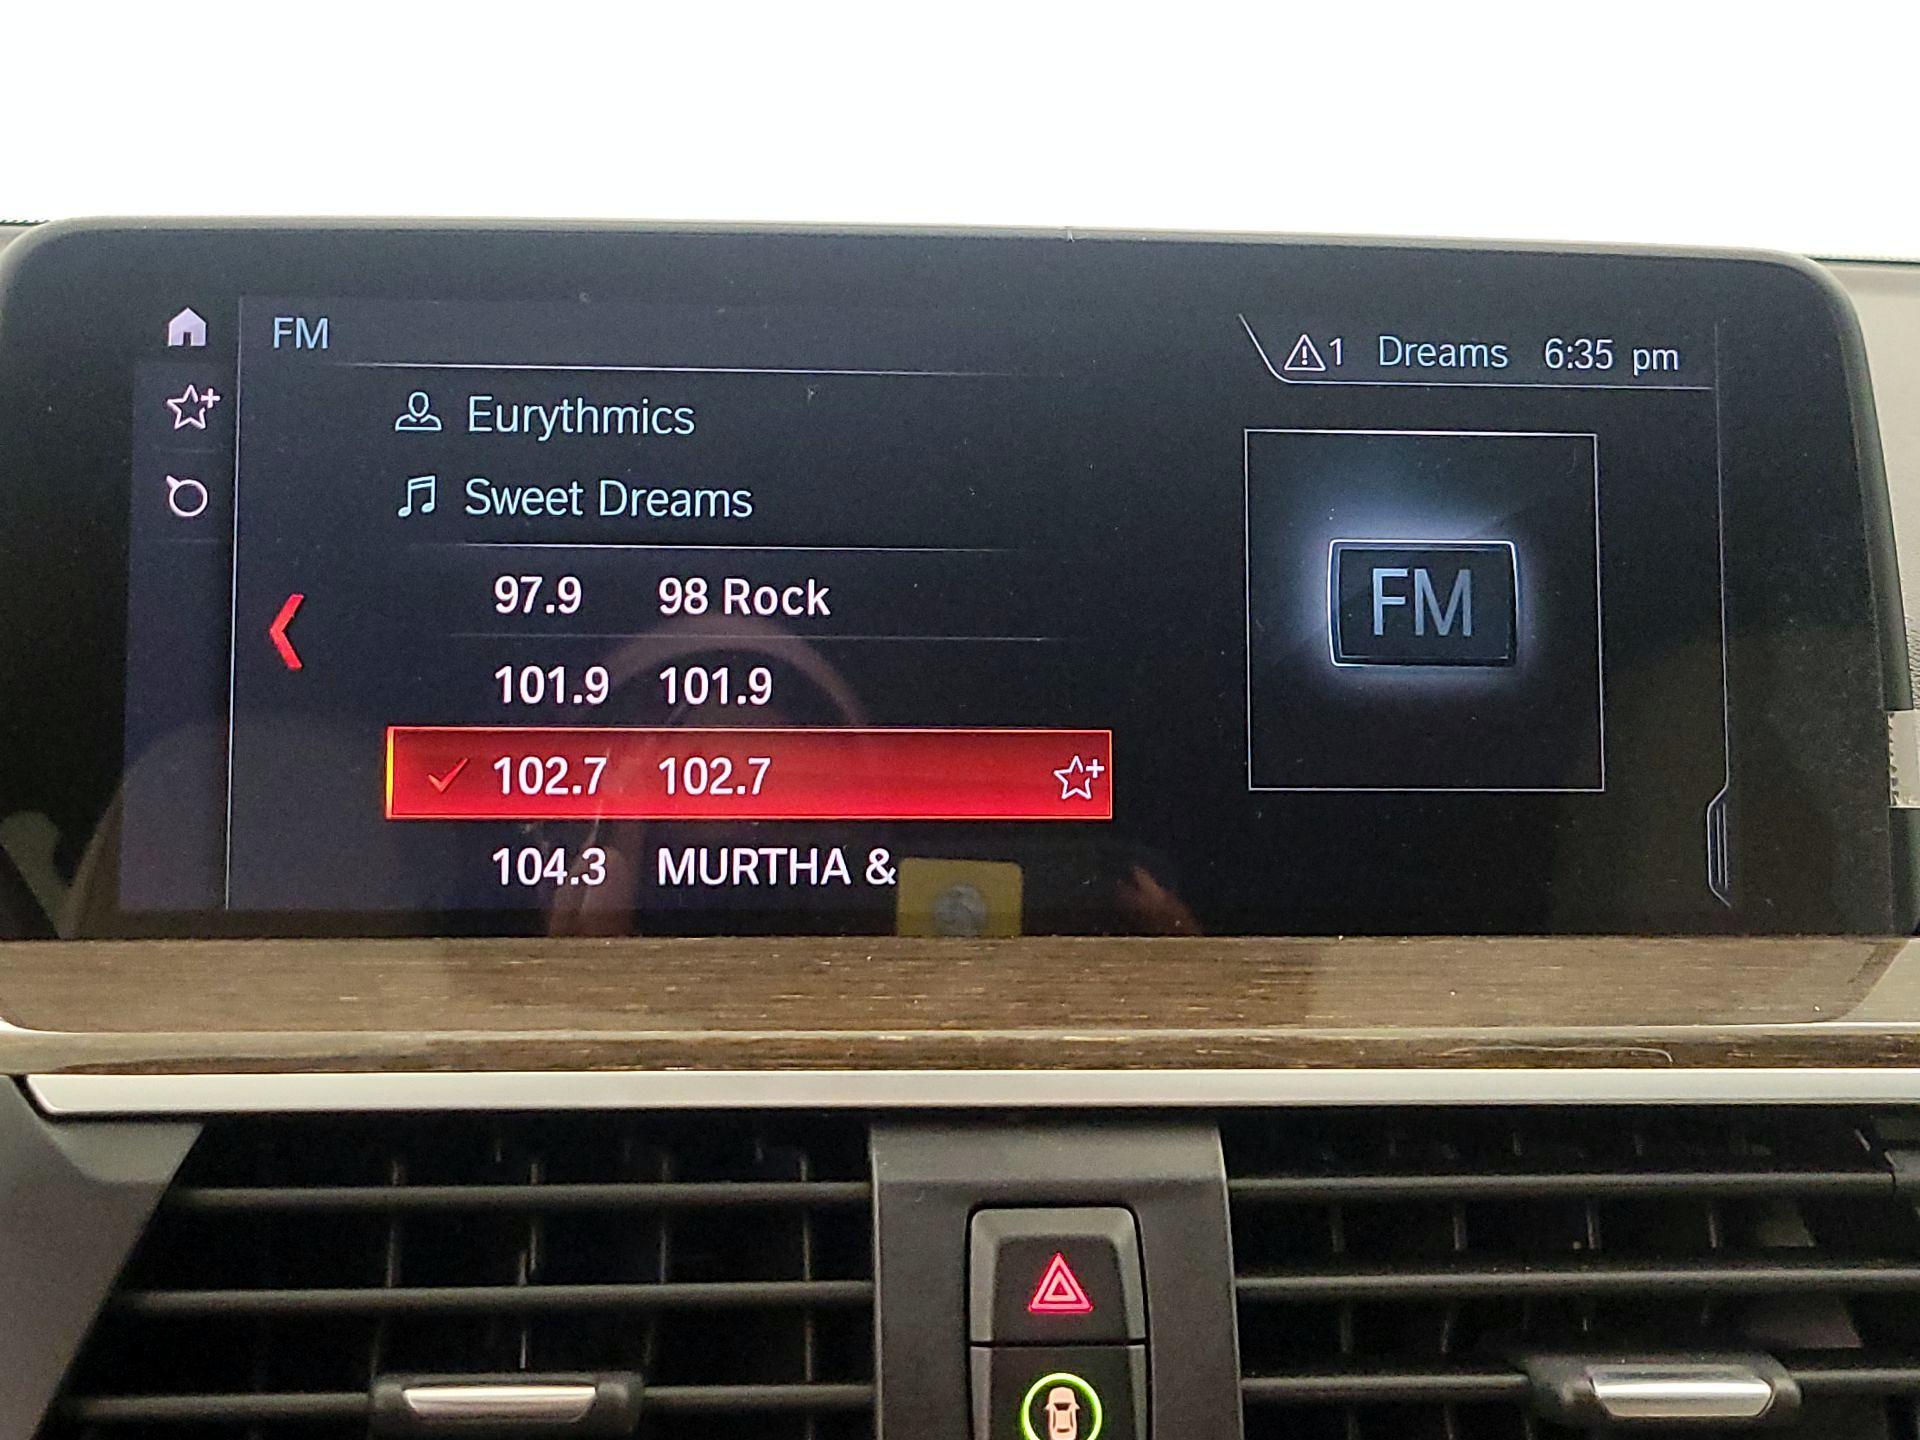 FM
1 Dreams 6:35 pm
Eurythmics
Sweet Dreams
97.9 98 Rock
101.9 101.9
102.7 102.7
104.3 MURTHA &
FM